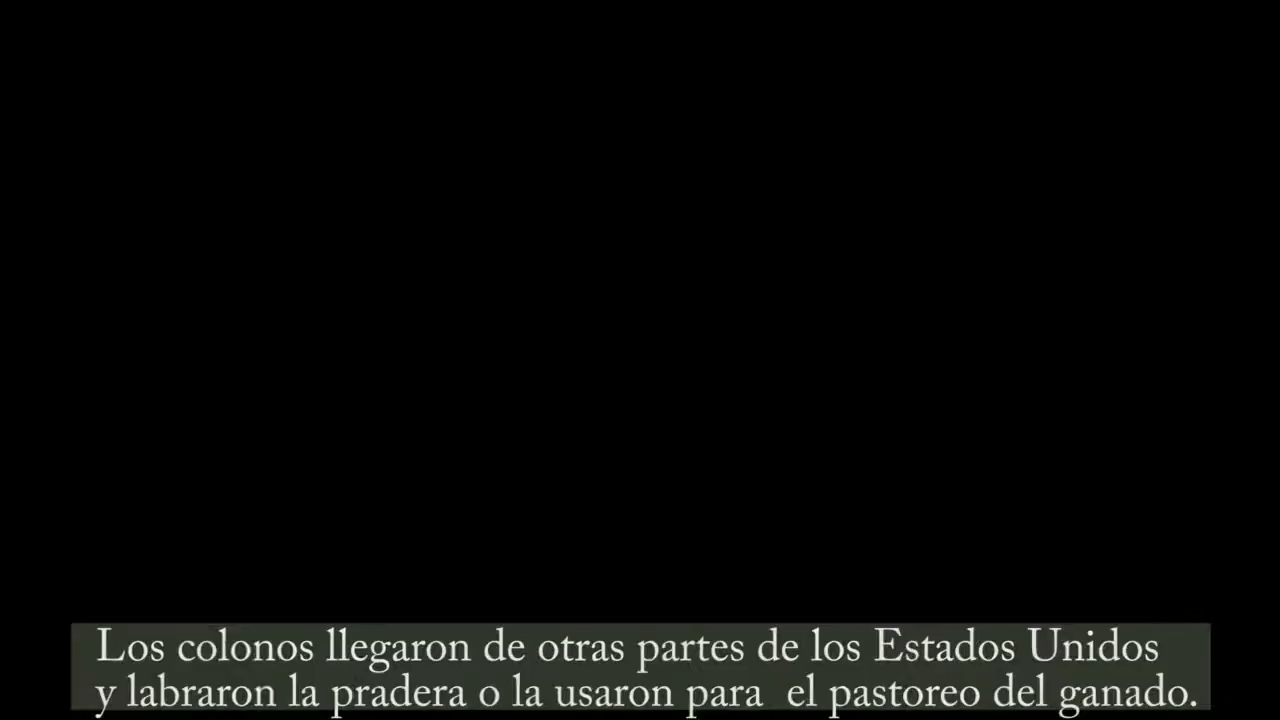 Los colonos llegaron de otras partes de los Estados Unidos
y labraron la pradera o la usaron para  el pastoreo del ganado.